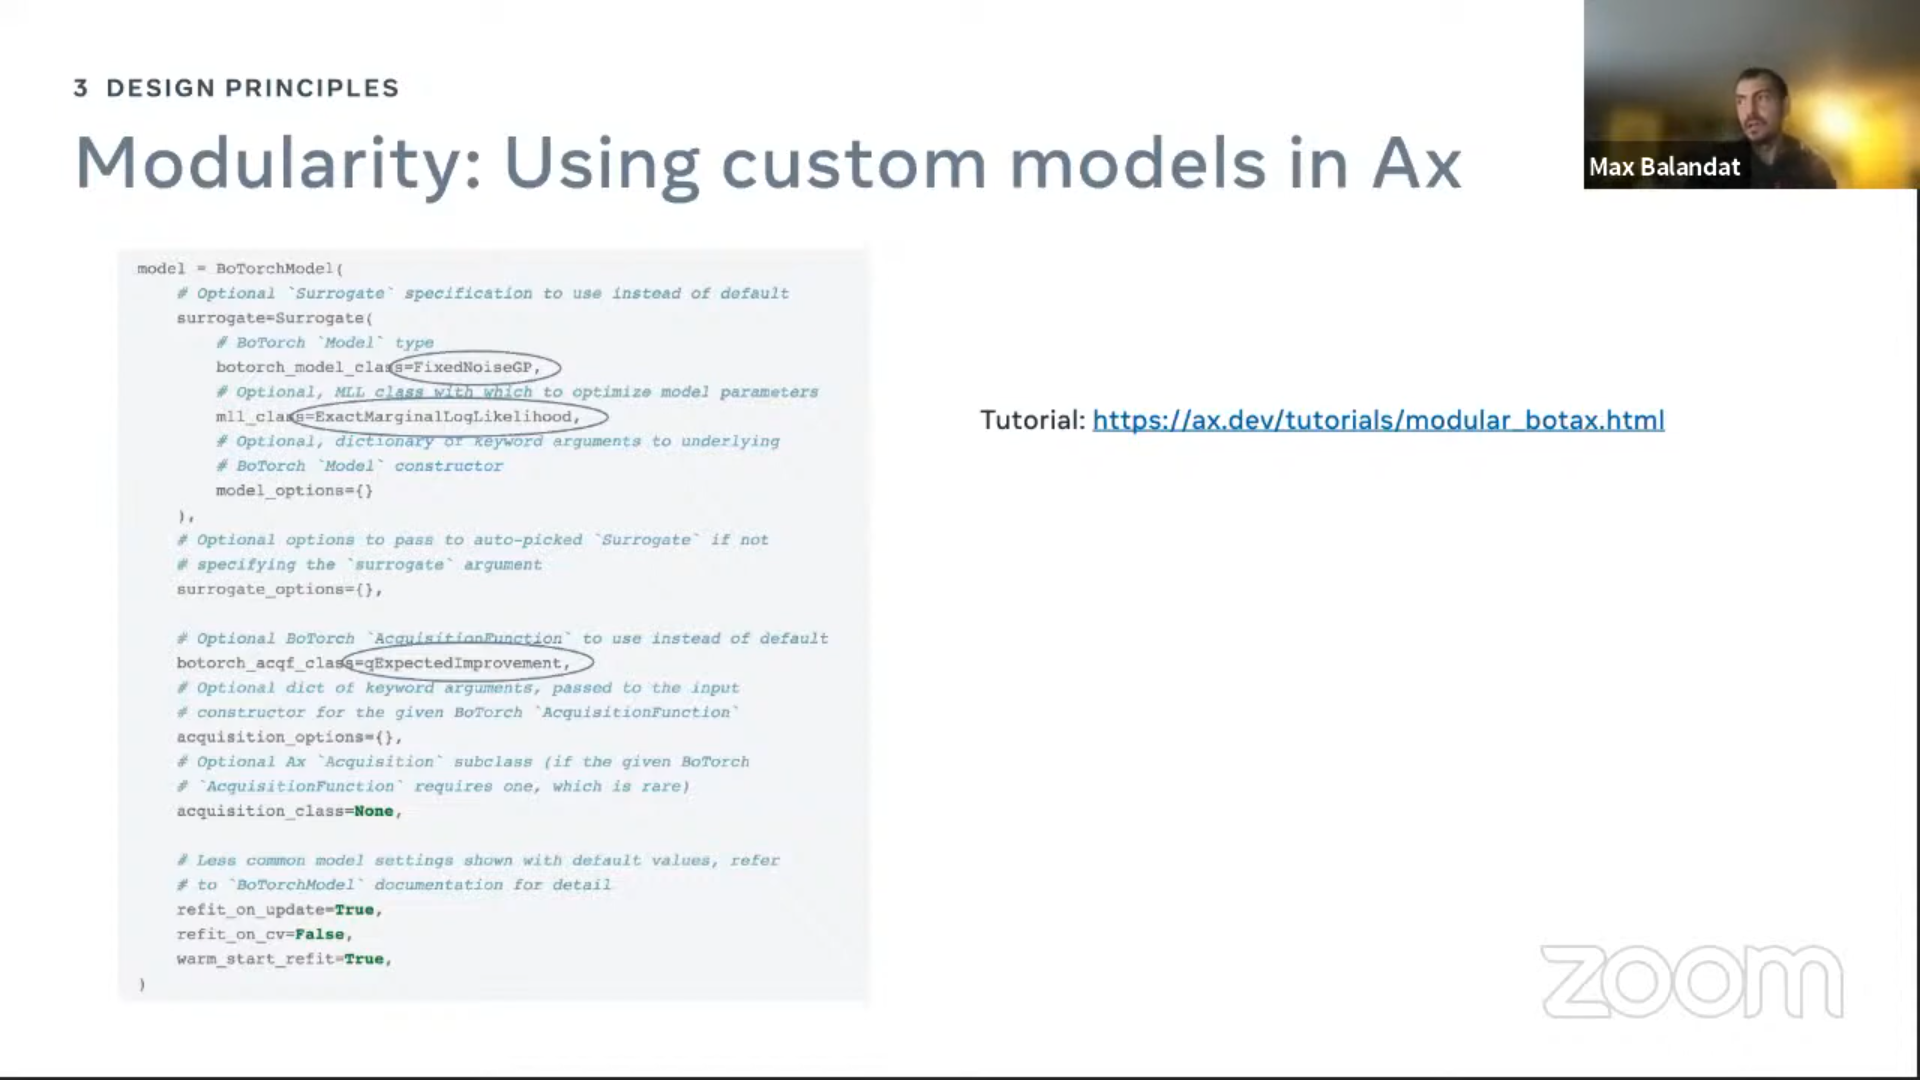 3 DESIGN PRINCIPLES
Modularity: Using custom models in Ax
Max Balandat
model = BoTorchModel(
# Optional `Surrogate` specification to use instead of default
surrogate=Surrogate(
# BoTorch `Model` type
botorch_model_class=FixedNoiseGP,
# Optional, MLL class with which to optimize model parameters
mll_class=ExactMarginalLogLikelihood,
# Optional, dictionary of keyword arguments to underlying
# BoTorch `Model` constructor
model_options={}
),
# Optional options to pass to auto-picked `Surrogate` if not
# specifying the `surrogate` argument
surrogate_options={},
# Optional BoTorch `AcquisitionFunction` to use instead of default
botorch_acqf_class=qExpectedImprovement,
# Optional dict of keyword arguments, passed to the input
# constructor for the given BoTorch `AcquisitionFunction`
acquisition_options={},
# Optional Ax `Acquisition` subclass (if the given BoTorch
# `AcquisitionFunction` requires one, which is rare)
acquisition_class=None,
# Less common model settings shown with default values, refer
# to `BoTorchModel` documentation for detail
refit_on_update=True,
refit_on_cv=False,
warm_start_refit=True,
)
Tutorial: https://ax.dev/tutorials/modular_botax.html
zoom